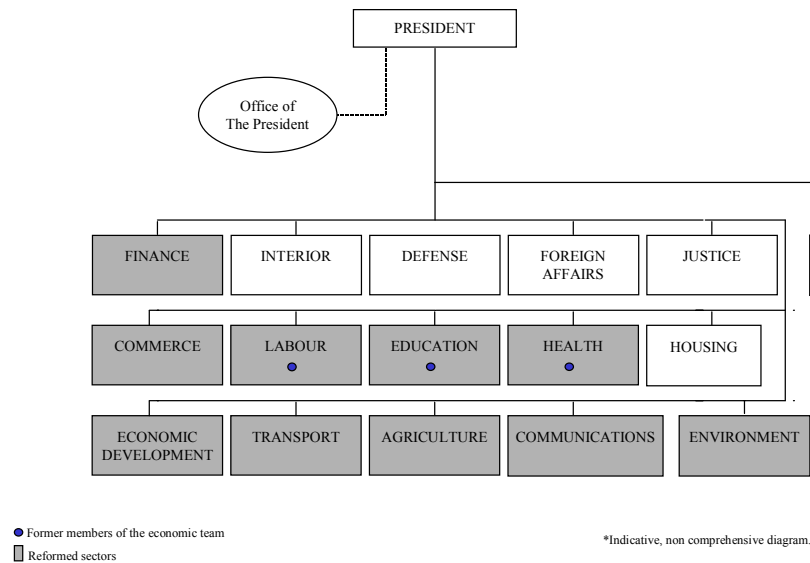 PRESIDENT
Office of
The President
FINANCE
INTERIOR
DEFENSE
FOREIGN
AFFAIRS
JUSTICE
COMMERCE
LABOUR
EDUCATION
HEALTH
HOUSING
ECONOMIC
DEVELOPMENT
TRANSPORT
AGRICULTURE
COMMUNICATIONS
ENVIRONMENT
Former members of the economic team
Reformed sectors
*Indicative, non comprehensive diagram.